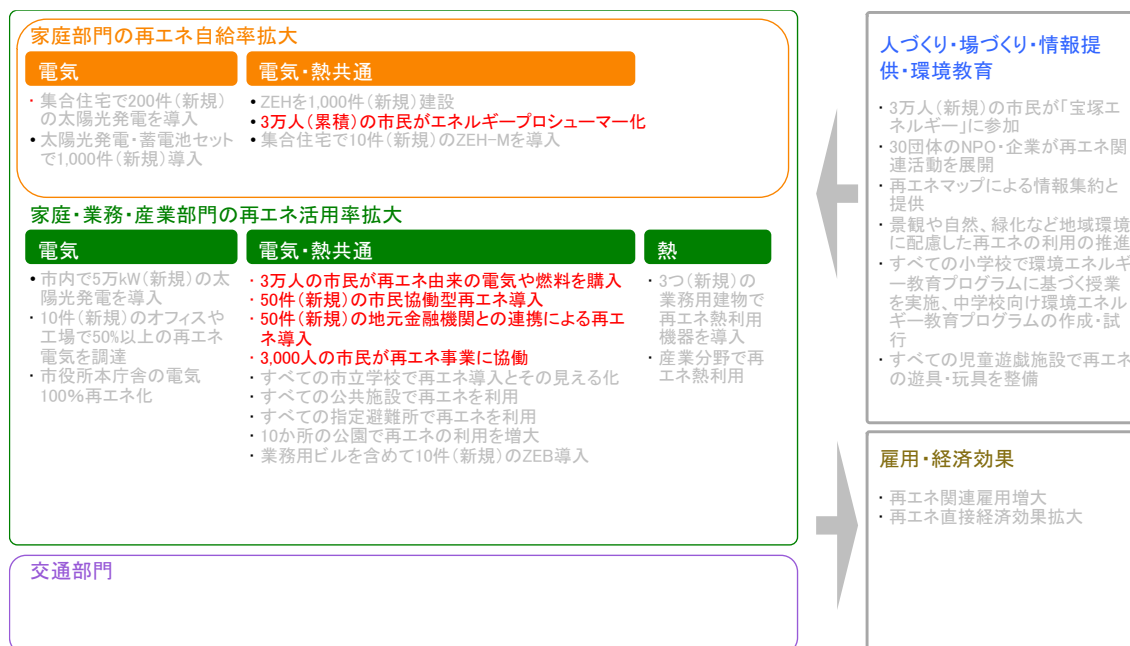 家庭部門の再エネ自給率拡大
電気
・集合住宅で200件(新規)
の太陽光発電を導入
•太陽光発電・蓄電池セット
で1,000件(新規)導入
電気・熱共通
•ZEHを1,000件(新規)建設
•3万人(累積)の市民がエネルギープロシューマー化
•集合住宅で10件(新規)のZEH-Mを導入
家庭・業務・産業部門の再エネ活用率拡大
電気
•市内で5万kW(新規)の太
陽光発電を導入
・10件(新規)のオフィスや
工場で50%以上の再エネ
電気を調達
・市役所本庁舎の電気
100%再エネ化
電気・熱共通
・3万人の市民が再エネ由来の電気や燃料を購入
・50件(新規)の市民協働型再エネ導入
・50件(新規)の地元金融機関との連携による再エ
ネ導入
・3,000人の市民が再エネ事業に協働
・すべての市立学校で再エネ導入とその見える化
・すべての公共施設で再エネを利用
・すべての指定避難所で再エネを利用
・10か所の公園で再エネの利用を増大
・業務用ビルを含めて10件(新規)のZEB導入
熱
・3つ(新規)の
業務用建物で
再エネ熱利用
機器を導入
・産業分野で再
エネ熱利用
交通部門
人づくり・場づくり・情報提
供・環境教育
・3万人(新規)の市民が「宝塚エ
ネルギー」に参加
・30団体のNPO・企業が再エネ関
連活動を展開
・再エネマップによる情報集約と
提供
・景観や自然、緑化など地域環境
に配慮した再エネの利用の推進
・すべての小学校で環境エネルギ
ー教育プログラムに基づく授業
を実施、中学校向け環境エネル
ギー教育プログラムの作成・試
行
・すべての児童遊戯施設で再エネ
の遊具・玩具を整備
雇用・経済効果
・再エネ関連雇用増大
・再エネ直接経済効果拡大